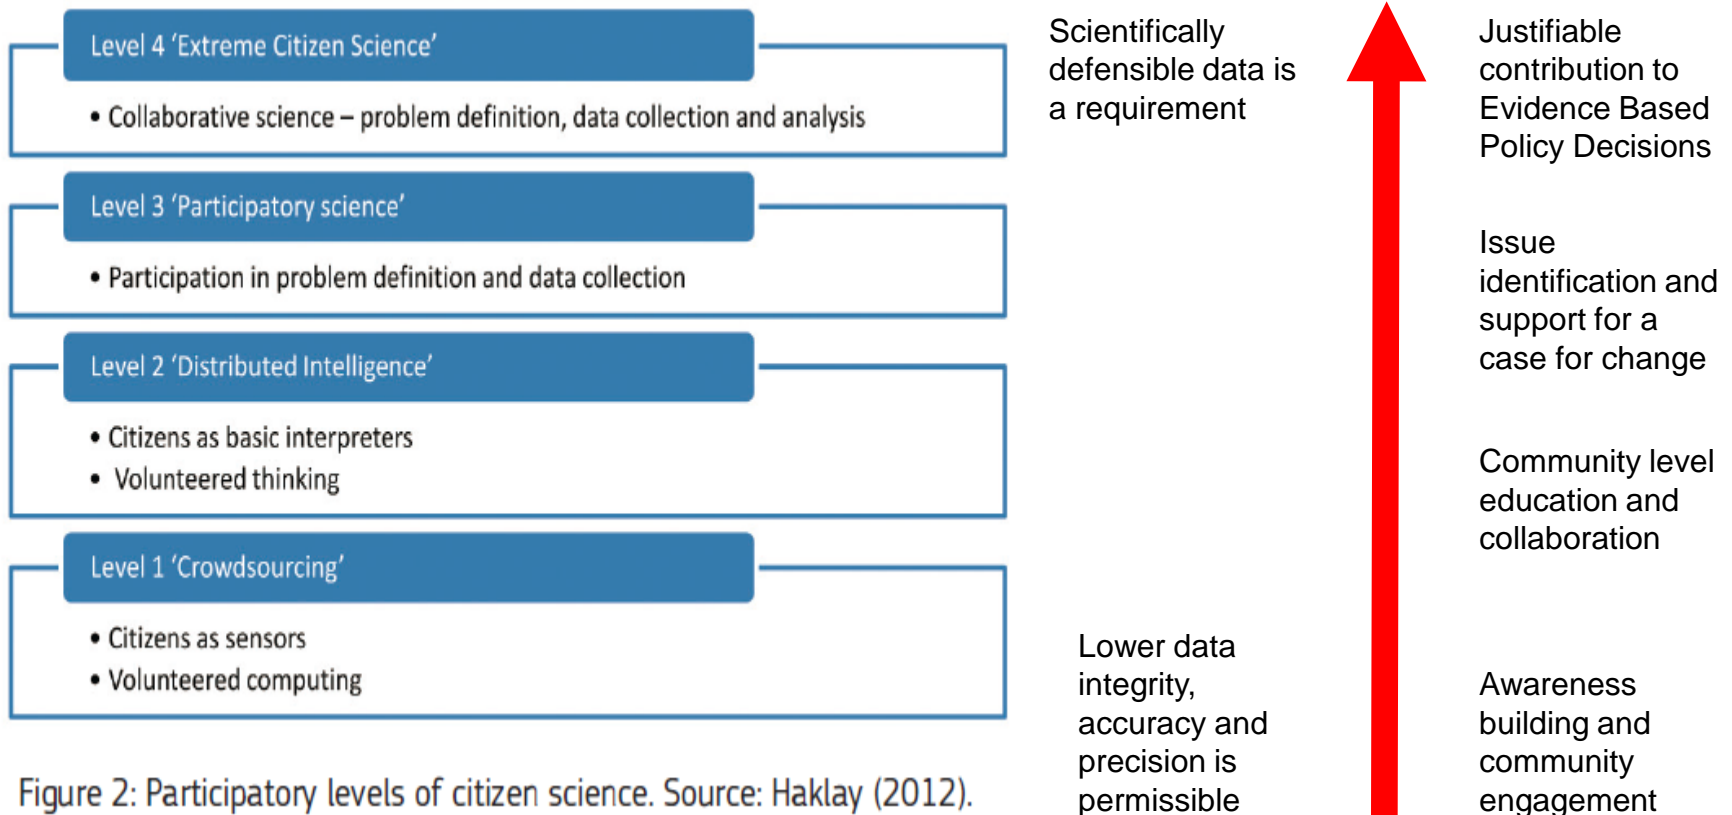 Level 4 ‘Extreme Citizen Science’
• Collaborative science – problem definition, data collection and analysis
Level 3 ‘Participatory science’
• Participation in problem definition and data collection
Level 2 ‘Distributed Intelligence’
• Citizens as basic interpreters
• Volunteered thinking
Level 1 ‘Crowdsourcing’
• Citizens as sensors
• Volunteered computing
Figure 2: Participatory levels of citizen science. Source: Haklay (2012).
Scientifically
defensible data is
a requirement
Lower data
integrity,
accuracy and
precision is
permissible
Justifiable
contribution to
Evidence Based
Policy Decisions
Issue
identification and
support for a
case for change
Community level
education and
collaboration
Awareness
building and
community
engagement